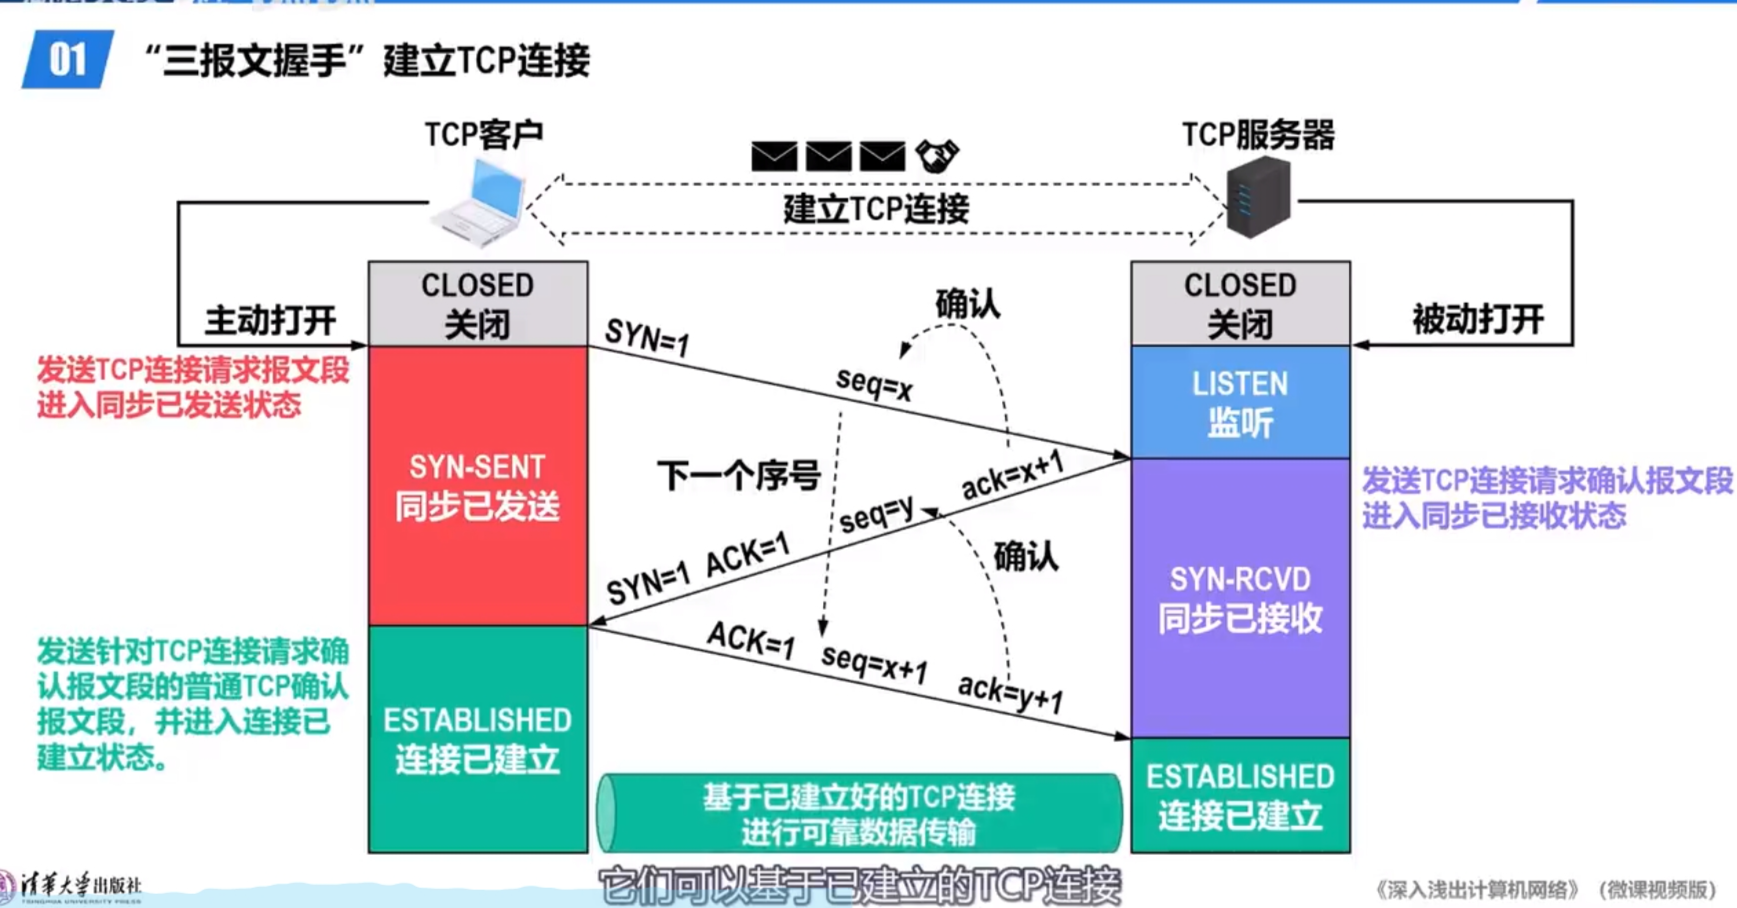 01
“三报文握手”建立TCP连接
TCP客户
TCP服务器
建立TCP连接
主动打开
被动打开
CLOSED
关闭
CLOSED
关闭
发送TCP连接请求报文段
进入同步已发送状态
SYN=1
seq=x
确认
LISTEN
监听
SYN-SENT
同步已发送
下一个序号
SYN=1 ACK=1
seq=y
ack=x+1
确认
发送TCP连接请求确认报文段
进入同步已接收状态
SYN-RCVD
同步已接收
发送针对TCP连接请求确
认报文段的普通TCP确认
报文段，并进入连接已
建立状态。
ACK=1
seq=x+1
ack=y+1
ESTABLISHED
连接已建立
ESTABLISHED
连接已建立
基于已建立好的TCP连接
进行可靠数据传输
它们可以基于已建立的TCP连接
清华大学出版社
TSINGHUA UNIVERSITY PRESS
《深入浅出计算机网络》（微课视频版）